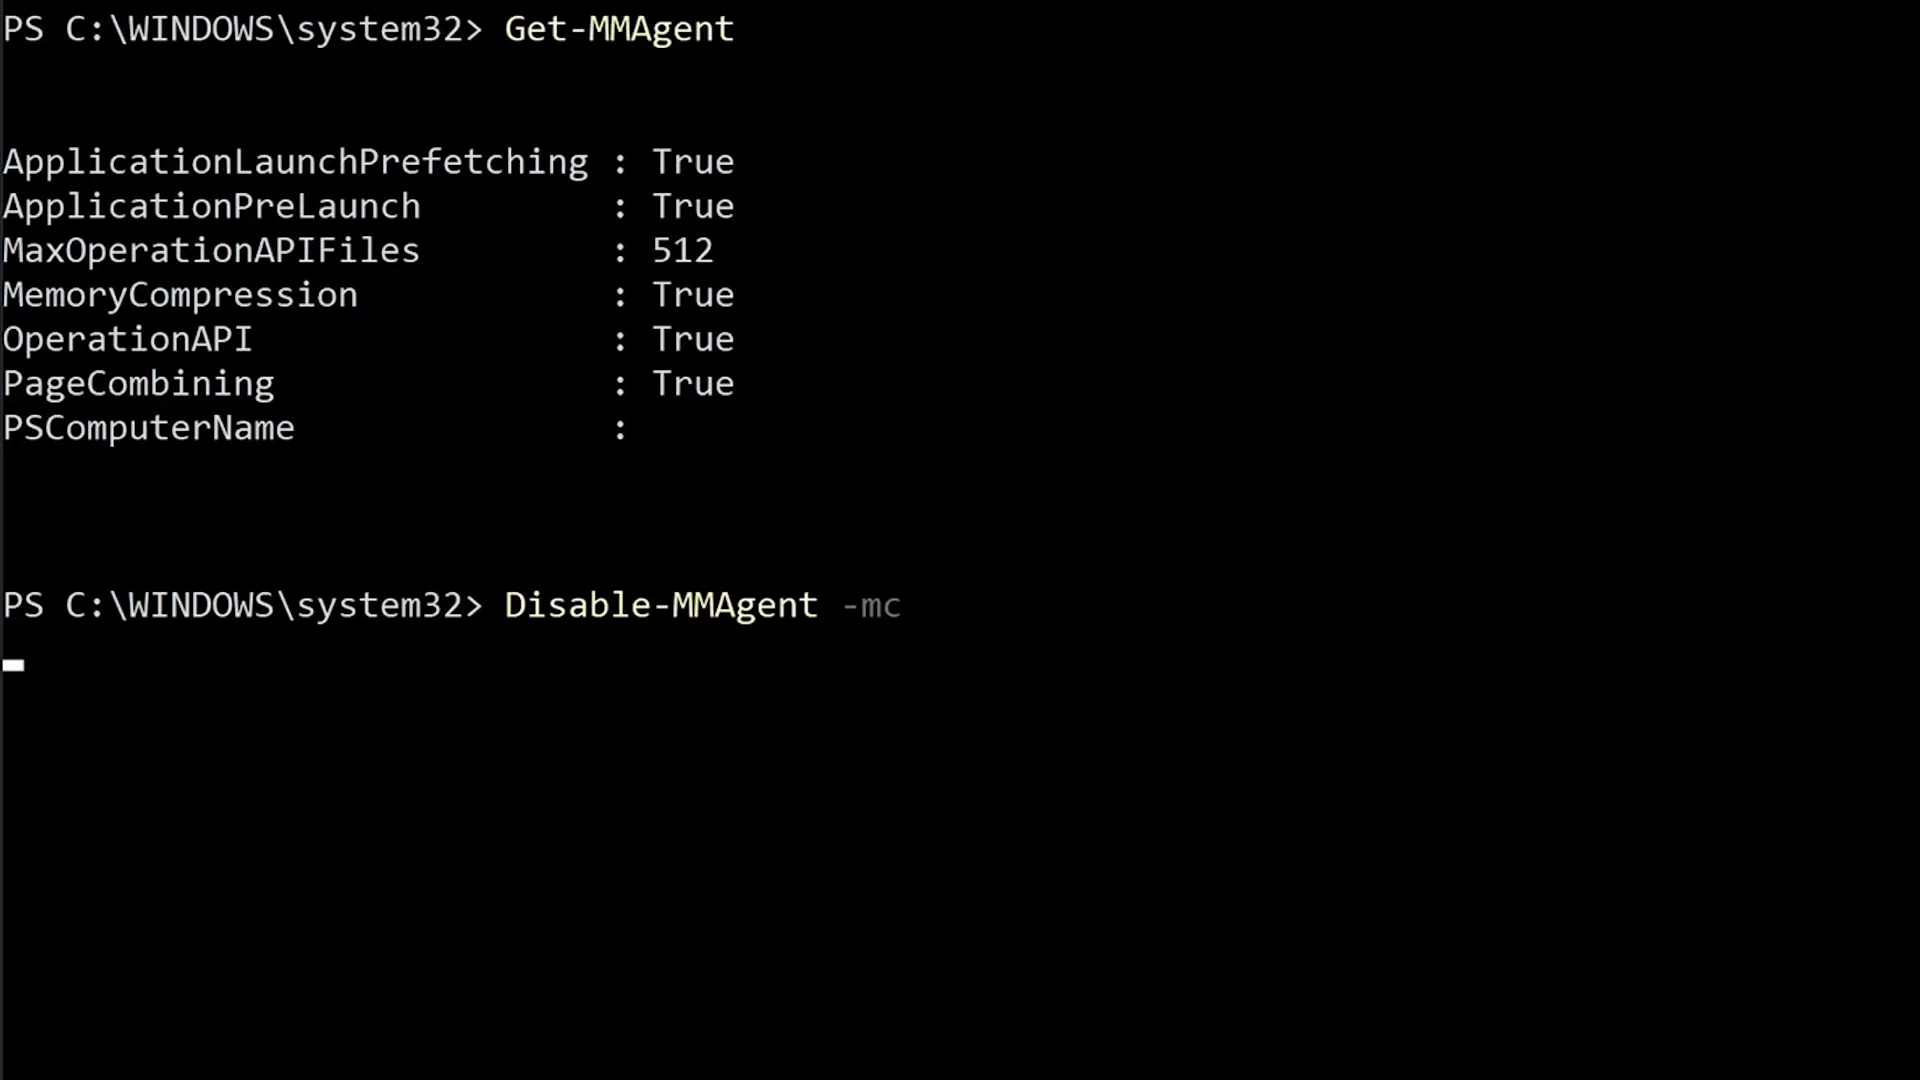 PS C:\WINDOWS\system32> Get-MMAgent
ApplicationLaunchPrefetching : True
ApplicationPreLaunch         : True
MaxOperationAPIFiles         : 512
MemoryCompression            : True
OperationAPI                 : True
PageCombining                : True
PSComputerName               :
PS C:\WINDOWS\system32> Disable-MMAgent -mc